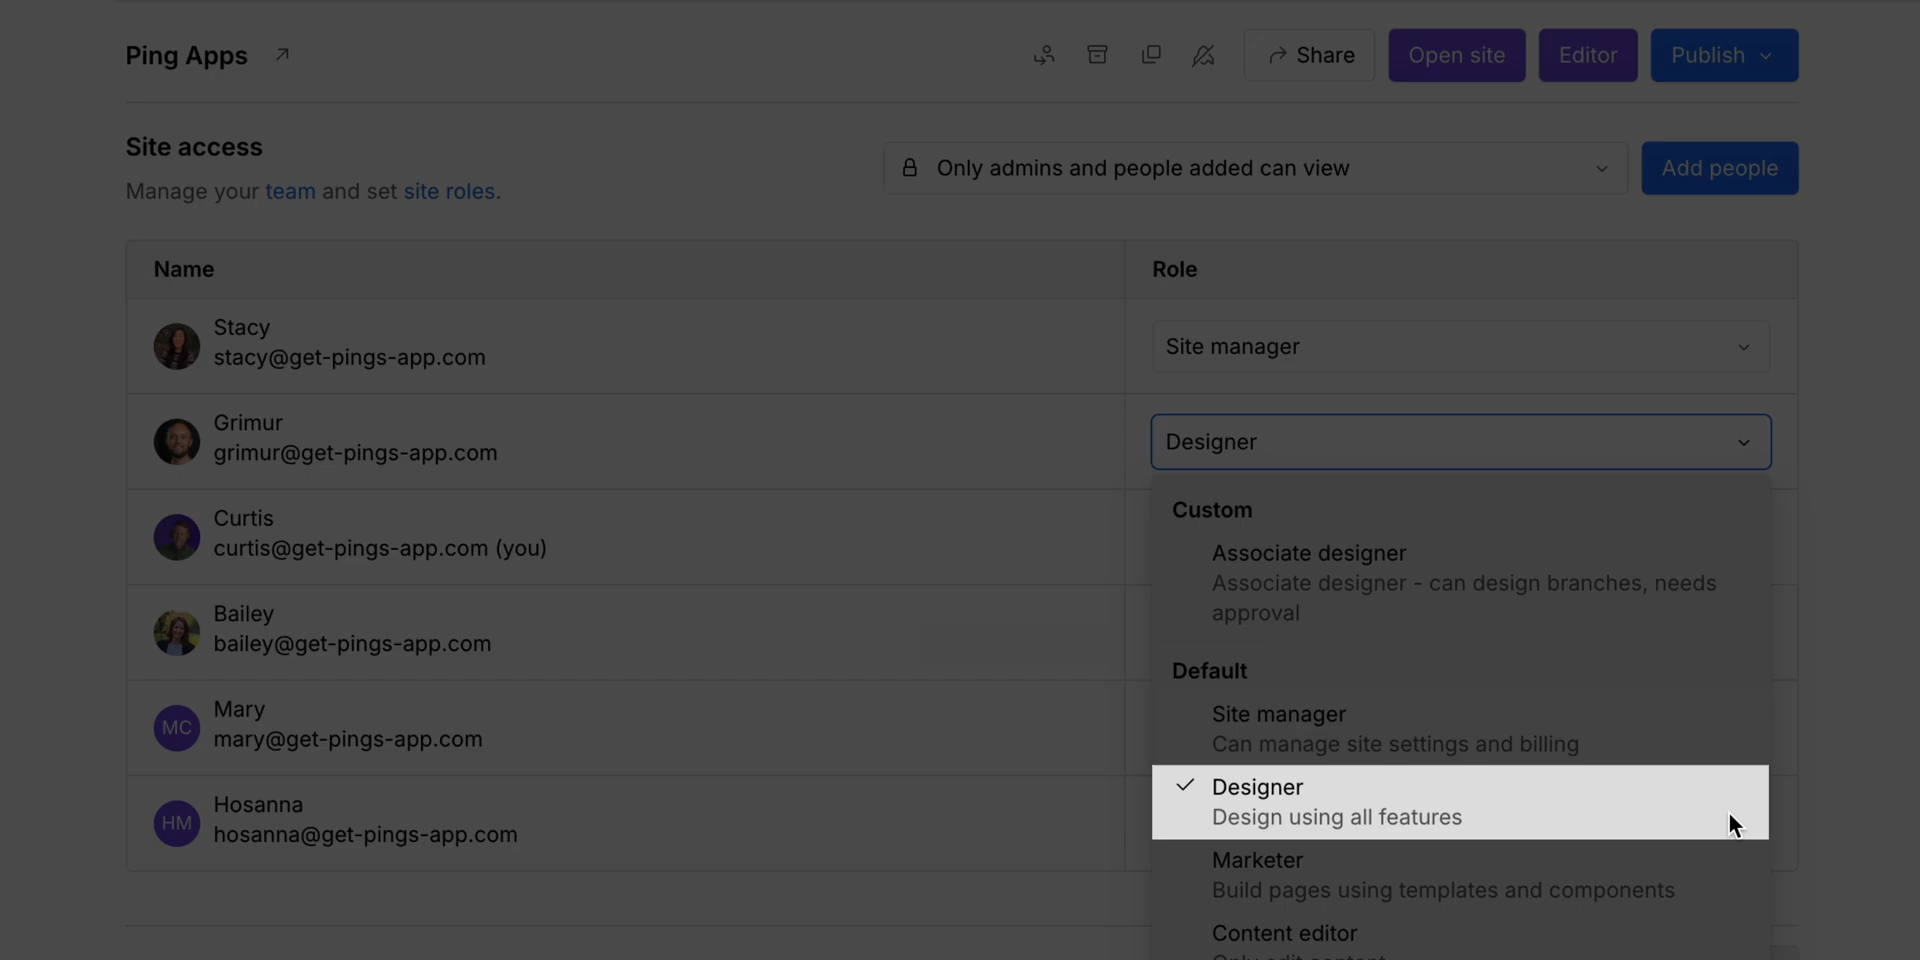 Ping Apps
Share
Open site
Editor
Publish
Site access
Manage your team and set site roles.
Only admins and people added can view
Add people
Name
Role
Stacy
stacy@get-pings-app.com
Site manager
Grimur
grimur@get-pings-app.com
Designer
Curtis
curtis@get-pings-app.com (you)
Bailey
bailey@get-pings-app.com
MC
Mary
mary@get-pings-app.com
HM
Hosanna
hosanna@get-pings-app.com
Custom
Associate designer
Associate designer - can design branches, needs
approval
Default
Site manager
Can manage site settings and billing
Designer
Design using all features
Marketer
Build pages using templates and components
Content editor